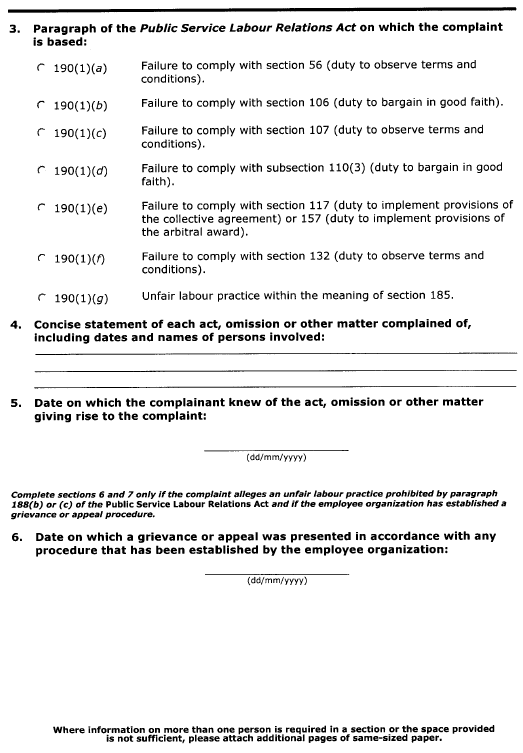 3. Paragraph of the Public Service Labour Relations Act on which the complaint
is based:
190(1)(a) Failure to comply with section 56 (duty to observe terms and
conditions).
190(1)(b) Failure to comply with section 106 (duty to bargain in good faith).
190(1)(c) Failure to comply with section 107 (duty to observe terms and
conditions).
190(1)(d) Failure to comply with subsection 110(3) (duty to bargain in good
faith).
190(1)(e) Failure to comply with section 117 (duty to implement provisions of
the collective agreement) or 157 (duty to implement provisions of
the arbitral award).
190(1)(f) Failure to comply with section 132 (duty to observe terms and
conditions).
190(1)(g) Unfair labour practice within the meaning of section 185.
4. Concise statement of each act, omission or other matter complained of,
including dates and names of persons involved:
5. Date on which the complainant knew of the act, omission or other matter
giving rise to the complaint:
(dd/mm/yyyy)
Complete sections 6 and 7 only if the complaint alleges an unfair labour practice prohibited by paragraph
188(b) or (c) of the Public Service Labour Relations Act and if the employee organization has established a
grievance or appeal procedure.
6. Date on which a grievance or appeal was presented in accordance with any
procedure that has been established by the employee organization:
(dd/mm/yyyy)
Where information on more than one person is required in a section or the space provided
is not sufficient, please attach additional pages of same-sized paper.